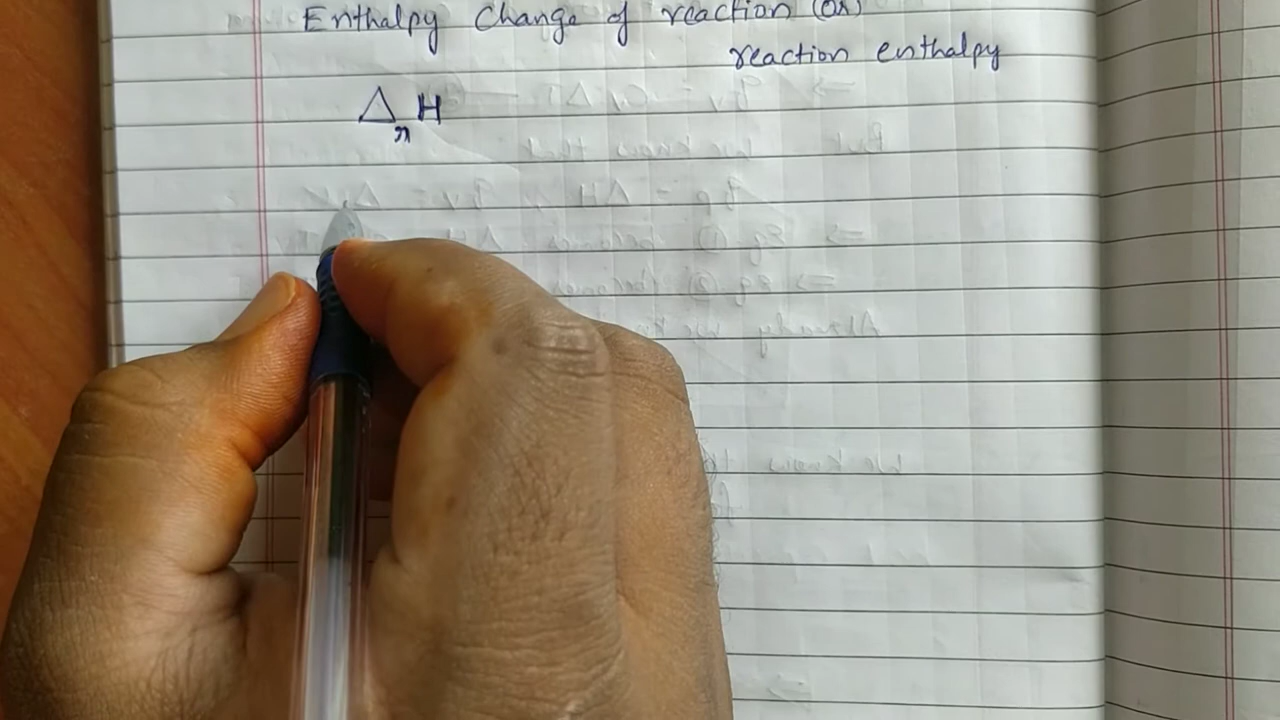 Enthalpy Change of reaction (or)
reaction enthalpy
ΔrH